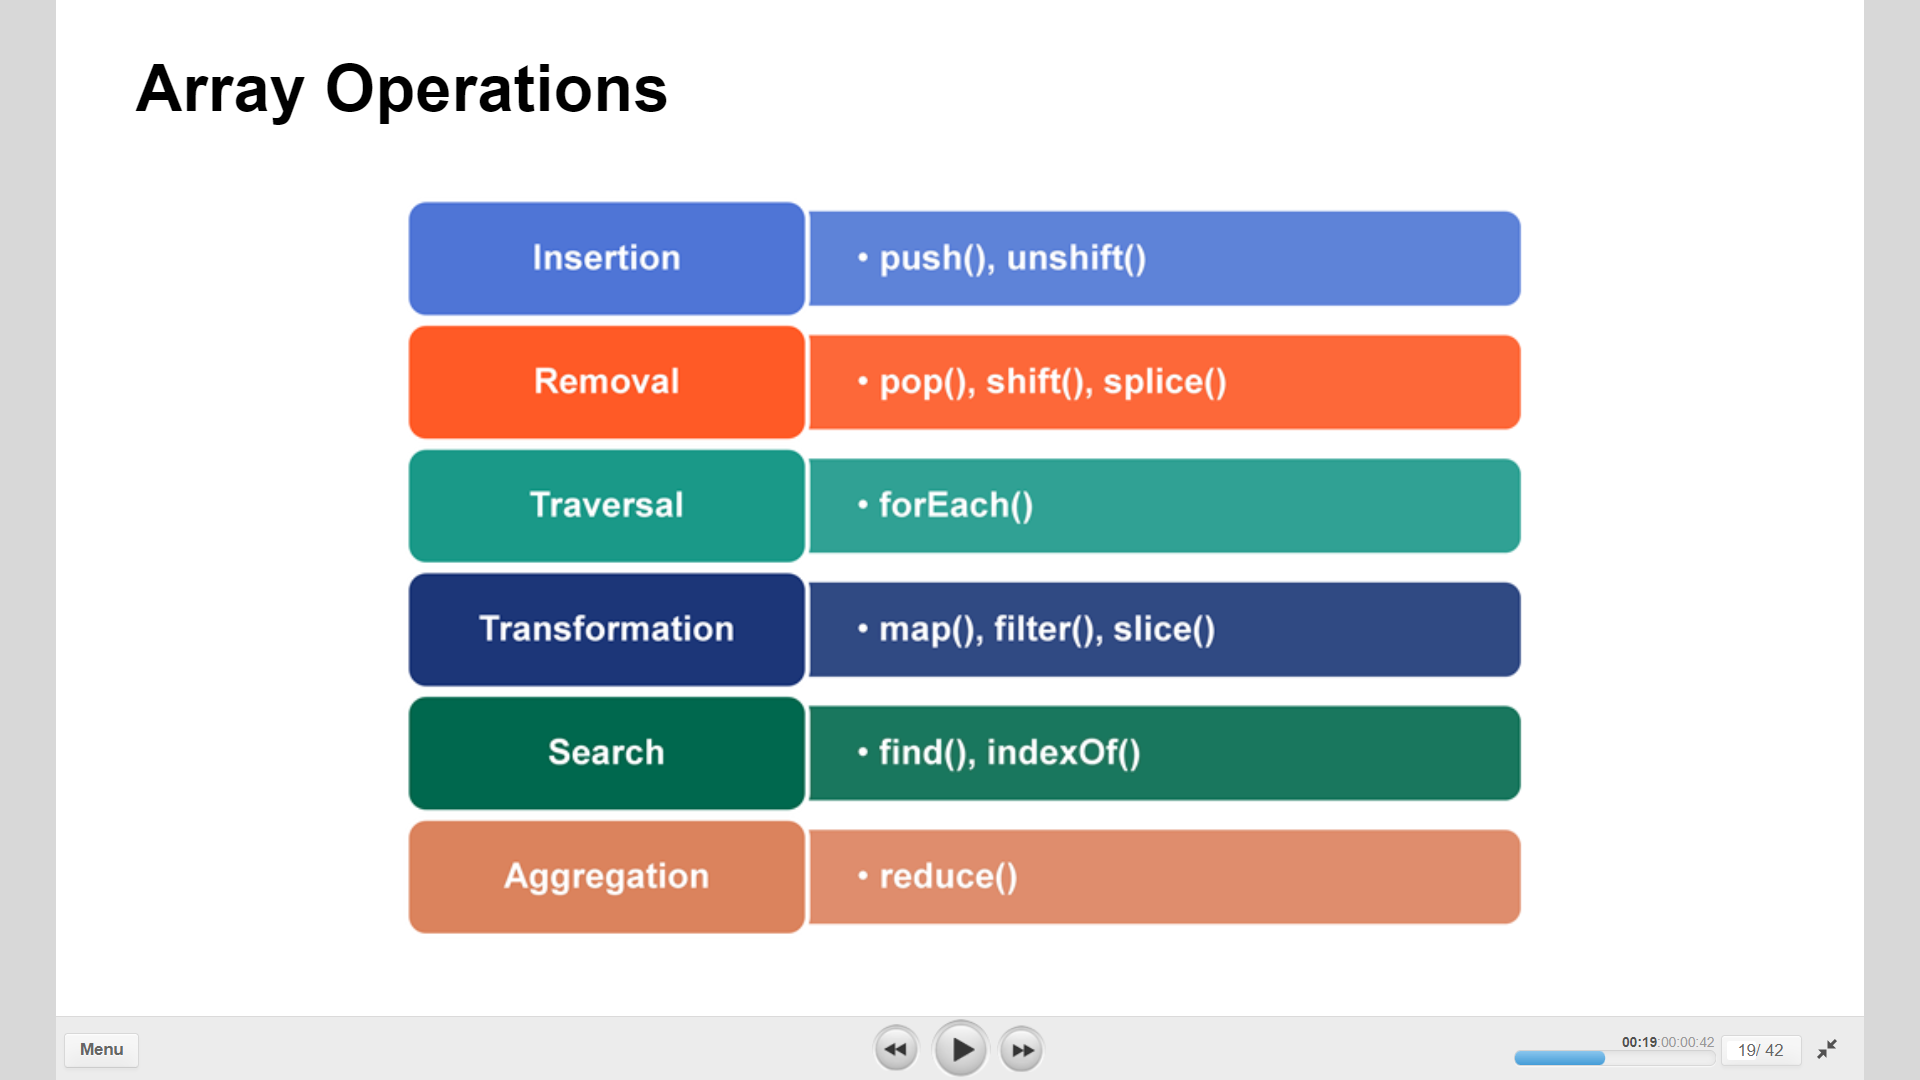 Array Operations
Insertion
• push(), unshift()
Removal
• pop(), shift(), splice()
Traversal
• forEach()
Transformation
• map(), filter(), slice()
Search
• find(), indexOf()
Aggregation
• reduce()
Menu
00:19:00:00:42
19/ 42